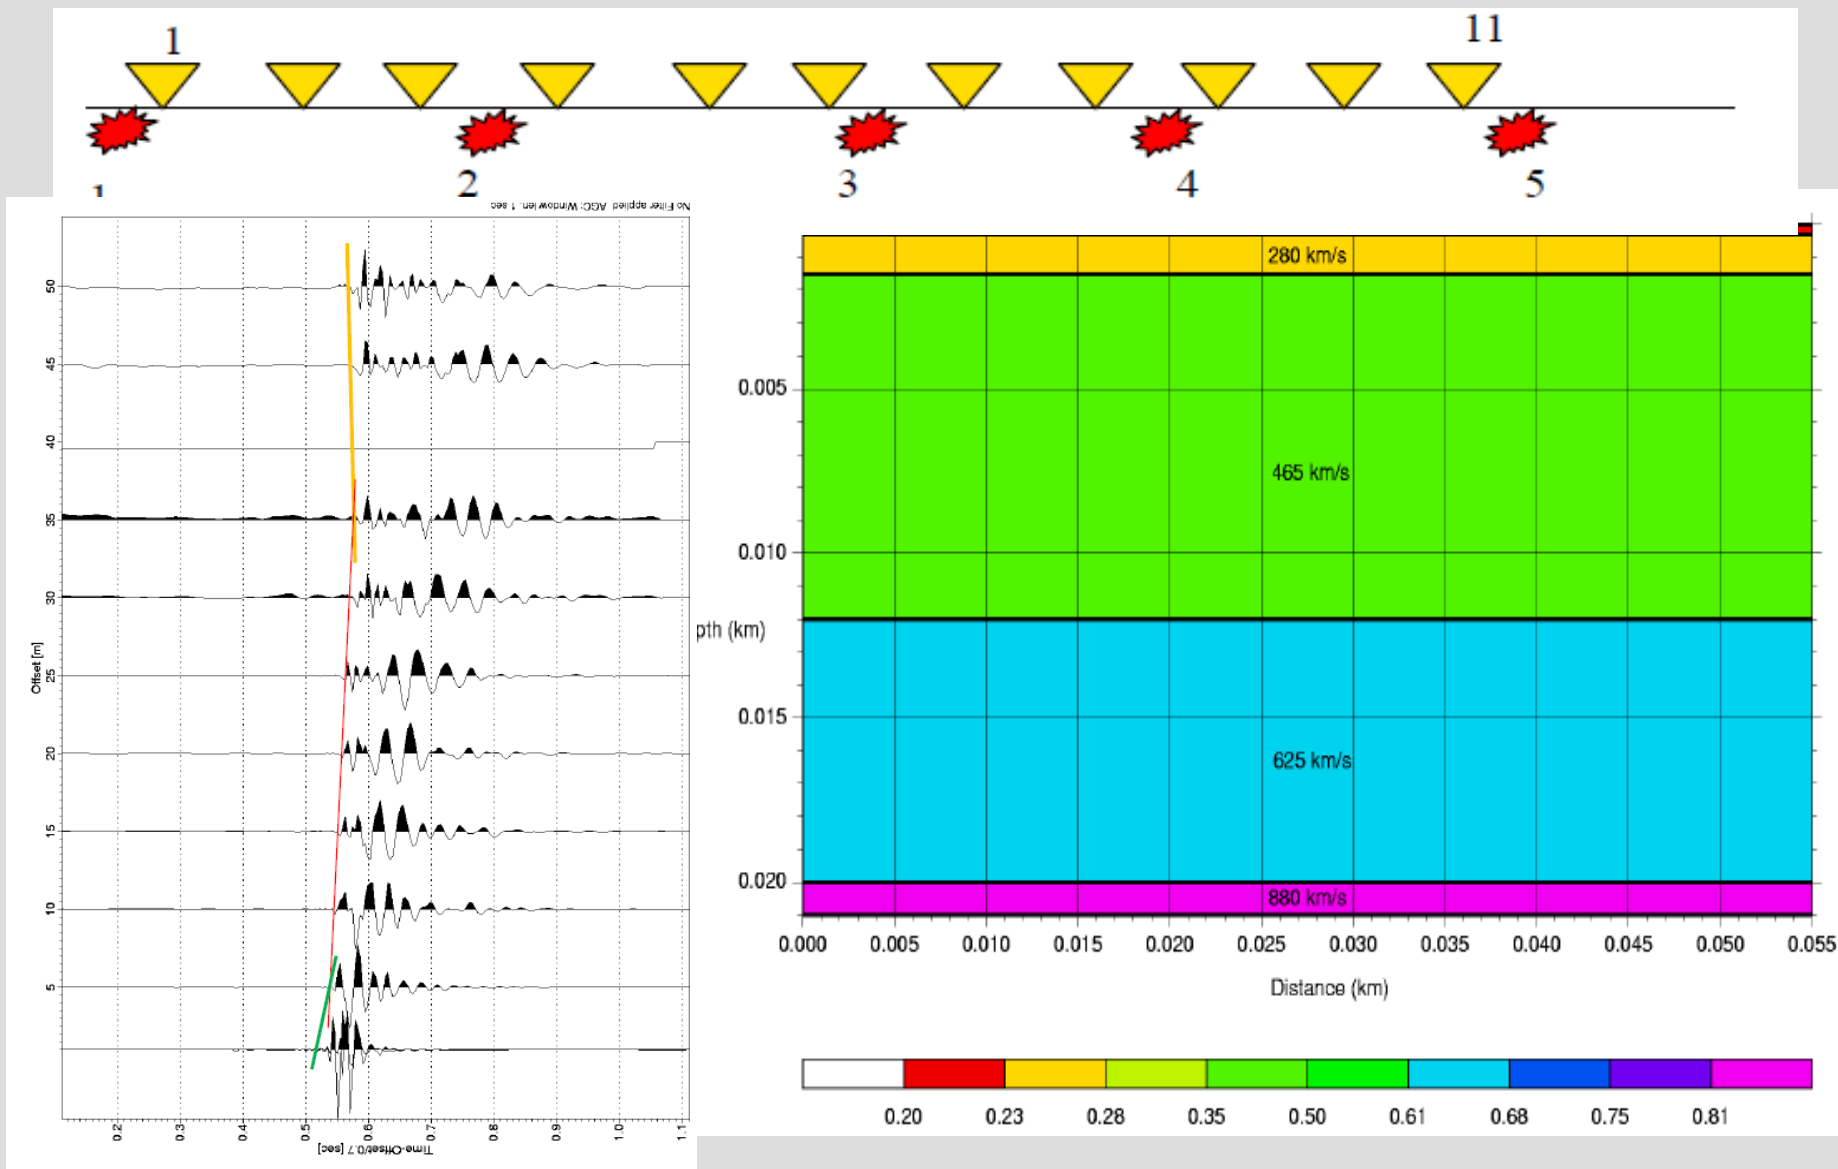 1 11
1 2 3 4 5
No Filter applied AGC: Window len. 1 sec
50
45
40
35
30
25
20
15
10
5
Offset [m]
0.2 0.3 0.4 0.5 0.6 0.7 0.8 0.9 1.0 1.1
Time-Offset/0.7 [sec]
280 km/s
0.005
465 km/s
0.010
pth (km)
0.015
625 km/s
0.020
880 km/s
0.000 0.005 0.010 0.015 0.020 0.025 0.030 0.035 0.040 0.045 0.050 0.055
Distance (km)
0.20 0.23 0.28 0.35 0.50 0.61 0.68 0.75 0.81